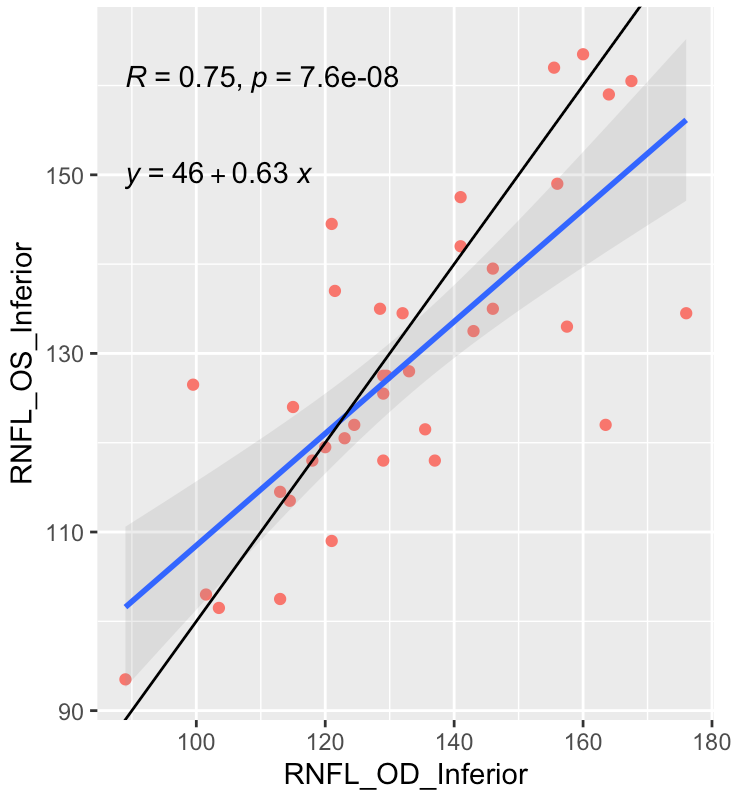 R = 0.75, p = 7.6e-08
y = 46 + 0.63 x
150
130
110
90
RNFL_OS_Inferior
100 120 140 160 180
RNFL_OD_Inferior